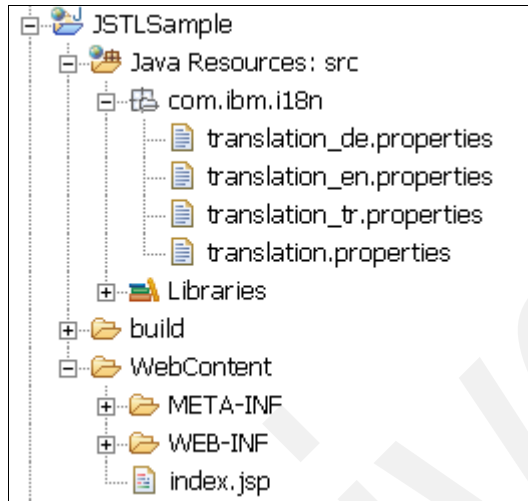 JSTLSample
Java Resources: src
com.ibm.i18n
translation_de.properties
translation_en.properties
translation_tr.properties
translation.properties
Libraries
build
WebContent
META-INF
WEB-INF
index.jsp